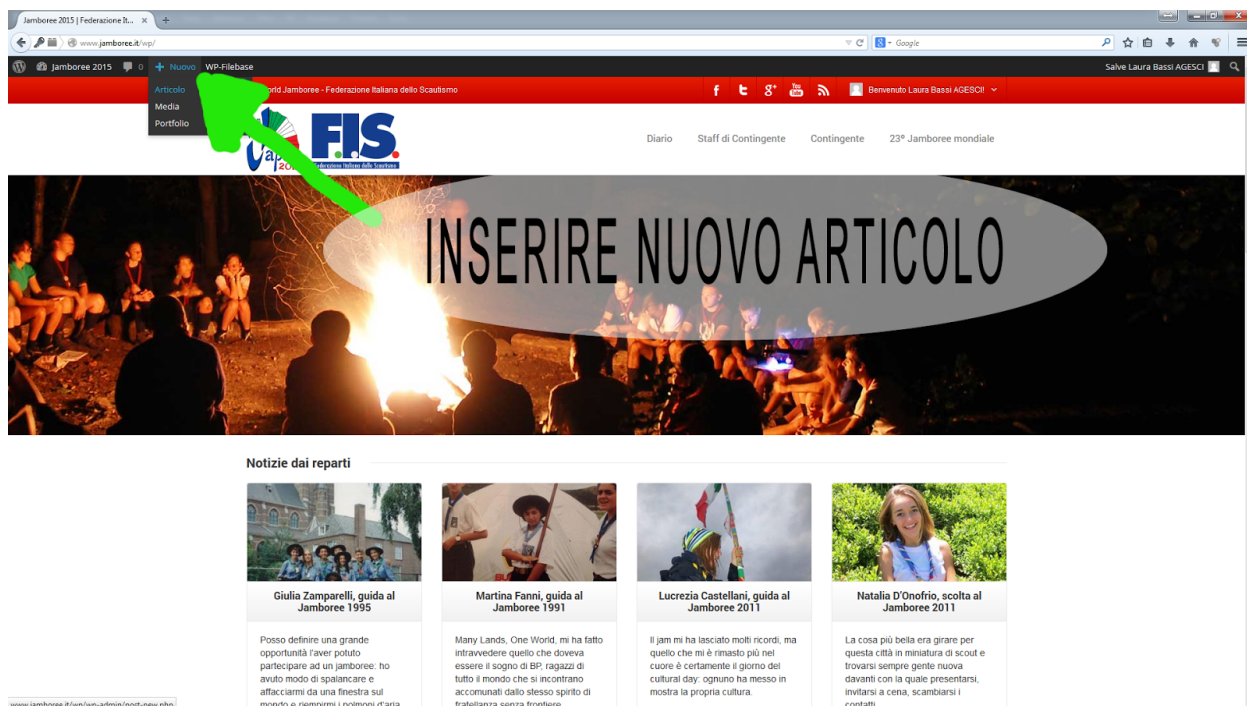 Jamboree 2015 | Federazione It...
www.jamboree.it/wp/
Google
Jamboree 2015 0 Nuovo WP-Filebase Salve Laura Bassi AGESCI
Articolo
Media
Portfolio
World Jamboree - Federazione Italiana dello Scautismo
f t g+ You Tube Benvenuto Laura Bassi AGESCI!
F.I.S.
Federazione Italiana dello Scautismo
Diario Staff di Contingente Contingente 23º Jamboree mondiale
INSERIRE NUOVO ARTICOLO
Notizie dai reparti
Giulia Zamparelli, guida al
Jamboree 1995
Posso definire una grande
opportunità l'aver potuto
partecipare ad un jamboree: ho
avuto modo di spalancare e
affacciarmi da una finestra sul
mondo e riempirmi i polmoni d'aria
Martina Fanni, guida al
Jamboree 1991
Many Lands, One World, mi ha fatto
intravvedere quello che doveva
essere il sogno di BP, ragazzi di
tutto il mondo che si incontrano
accomunati dallo stesso spirito di
fratellanza senza frontiere
Lucrezia Castellani, guida al
Jamboree 2011
Il jam mi ha lasciato molti ricordi, ma
quello che mi è rimasto più nel
cuore è certamente il giorno del
cultural day: ognuno ha messo in
mostra la propria cultura.
Natalia D'Onofrio, scolta al
Jamboree 2011
La cosa più bella era girare per
questa città in miniatura di scout e
trovarsi sempre gente nuova
davanti con la quale presentarsi,
invitarsi a cena, scambiarsi i
contatti
www.jamboree.it/wp/wp-admin/post-new.php